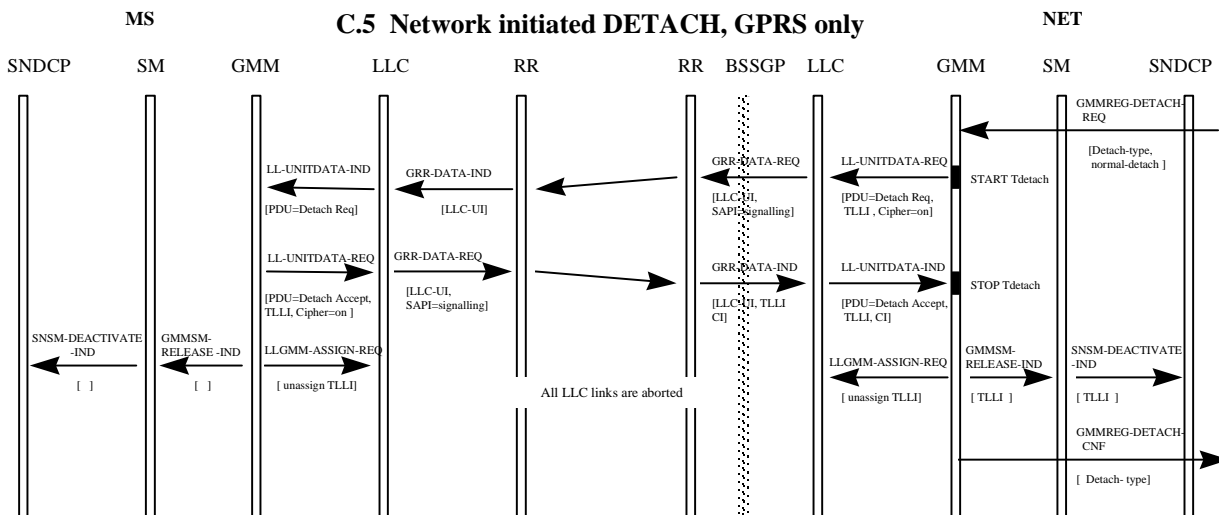 MS
C.5 Network initiated DETACH, GPRS only
NET
SNDCP SM GMM LLC RR RR BSSGP LLC GMM SM SNDCP
GMMREG-DETACH-
REQ
[Detach-type,
normal-detach ]
LL-UNITDATA-IND
[PDU=Detach Req]
GRR-DATA-IND
[LLC-UI]
GRR-DATA-REQ
[LLC-UI,
SAPI=signalling]
LL-UNITDATA-REQ
[PDU=Detach Req,
TLLI , Cipher=on]
START Tdetach
LL-UNITDATA-REQ
[PDU=Detach Accept,
TLLI, Cipher=on ]
GRR-DATA-REQ
[LLC-UI,
SAPI=signalling]
GRR-DATA-IND
[LLC-UI, TLLI
CI]
LL-UNITDATA-IND
[PDU=Detach Accept,
TLLI, CI]
STOP Tdetach
SNSM-DEACTIVATE
-IND
[ ]
GMMSM-
RELEASE -IND
[ ]
LLGMM-ASSIGN-REQ
[ unassign TLLI]
All LLC links are aborted
LLGMM-ASSIGN-REQ
[ unassign TLLI]
GMMSM-
RELEASE-IND
[ TLLI ]
SNSM-DEACTIVATE
-IND
[ TLLI ]
GMMREG-DETACH-
CNF
[ Detach- type]